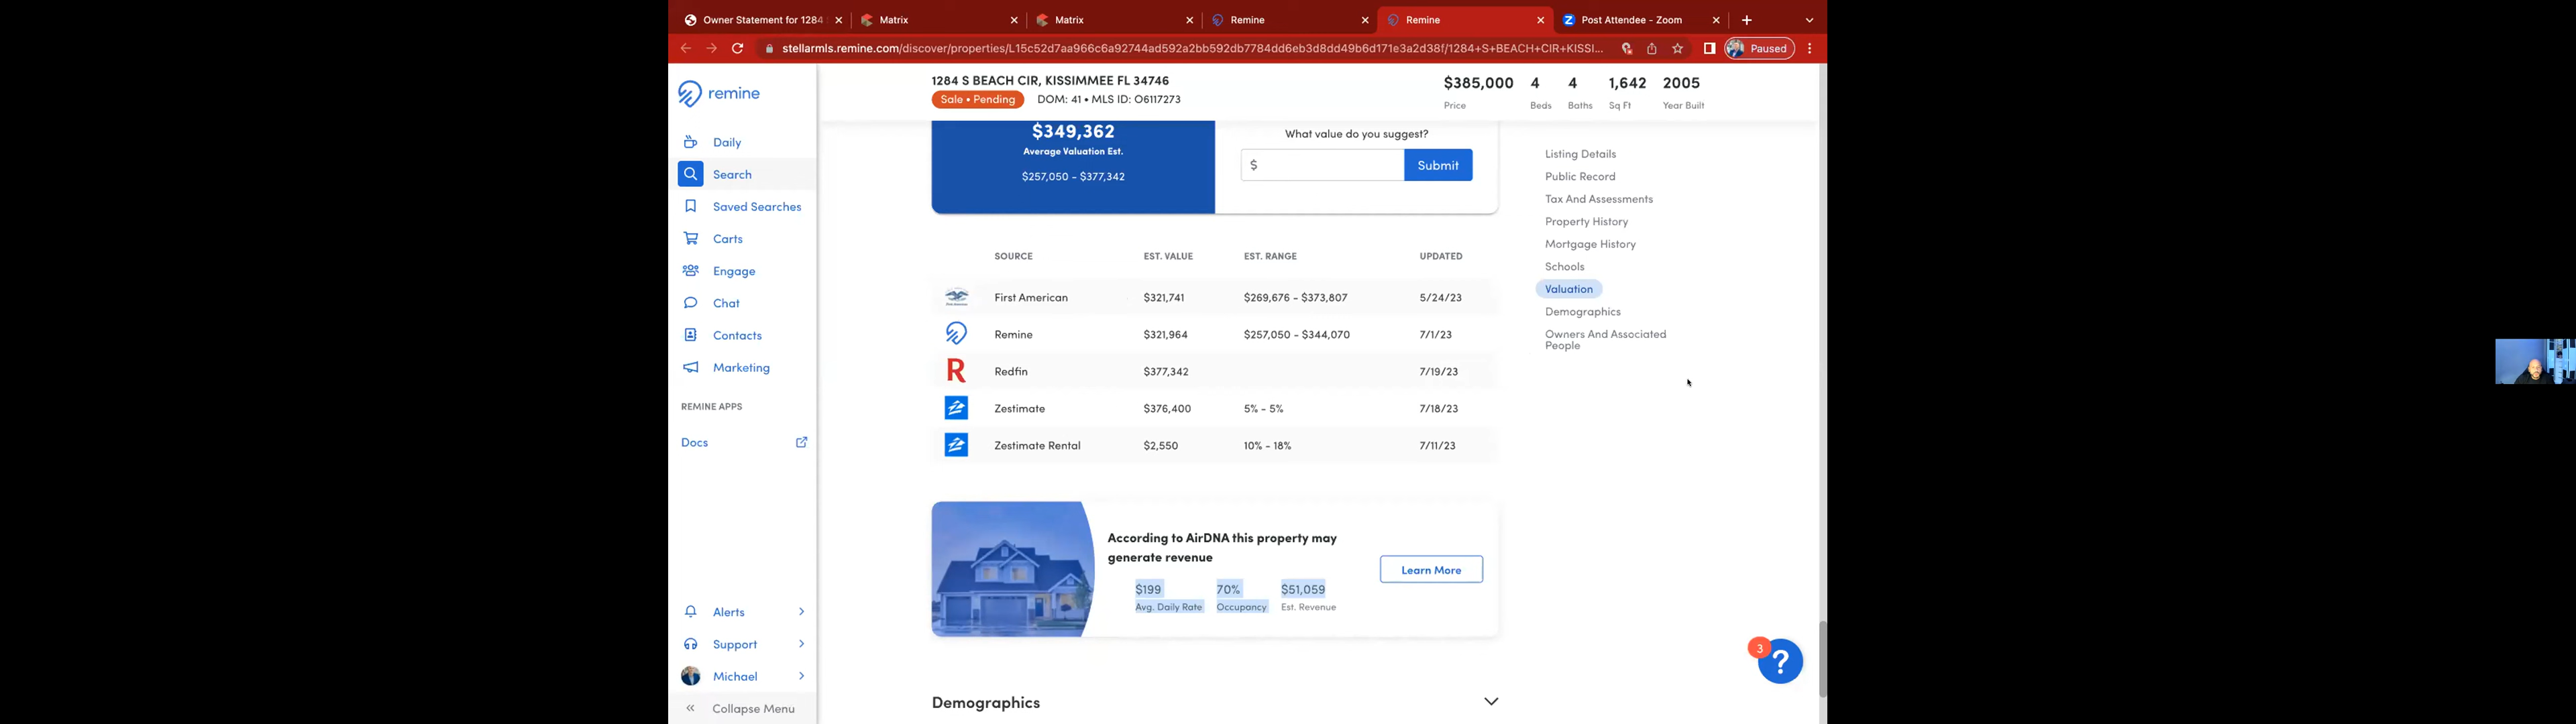 Owner Statement for 1284
Matrix
Matrix
Remine
Remine
Post Attendee - Zoom
stellarmls.remine.com/discover/properties/L15c52d7aa966c6a92744ad592a2bb592db7784dd6eb3d8dd49b6d171e3a2d38f/1284+S+BEACH+CIR+KISSI...
Paused
remine
Daily
Search
Saved Searches
Carts
Engage
Chat
Contacts
Marketing
REMINE APPS
Docs
Alerts
Support
Michael
Collapse Menu
1284 S BEACH CIR, KISSIMMEE FL 34746
Sale • Pending DOM: 41 • MLS ID: O6117273
$385,000 4 4 1,642 2005
Price Beds Baths Sq Ft Year Built
$349,362
Average Valuation Est.
$257,050 - $377,342
What value do you suggest?
$ Submit
SOURCE EST. VALUE EST. RANGE UPDATED
First American $321,741 $269,676 - $373,807 5/24/23
Remine $321,964 $257,050 - $344,070 7/1/23
R Redfin $377,342 7/19/23
Zestimate $376,400 5% - 5% 7/18/23
Zestimate Rental $2,550 10% - 18% 7/11/23
According to AirDNA this property may
generate revenue
$199 70% $51,059
Avg. Daily Rate Occupancy Est. Revenue
Learn More
Demographics
Listing Details
Public Record
Tax And Assessments
Property History
Mortgage History
Schools
Valuation
Demographics
Owners And Associated
People
3
?